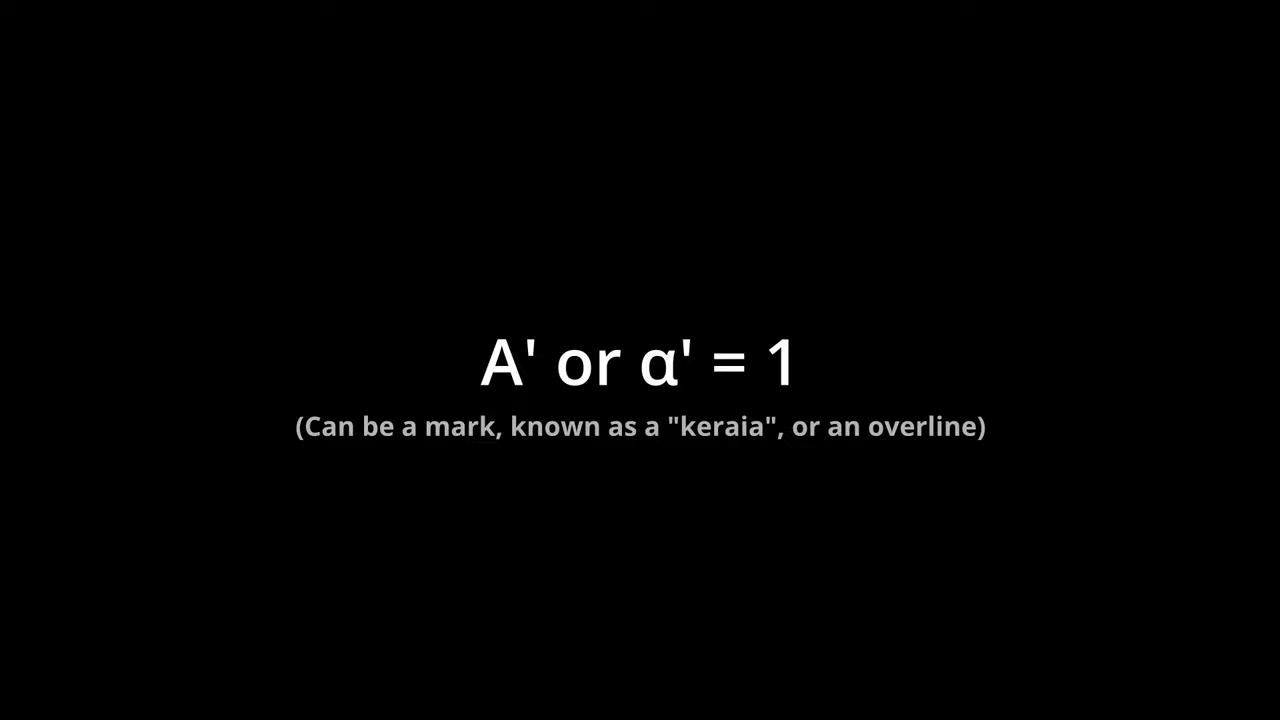 Α' or α' = 1
(Can be a mark, known as a "keraia", or an overline)